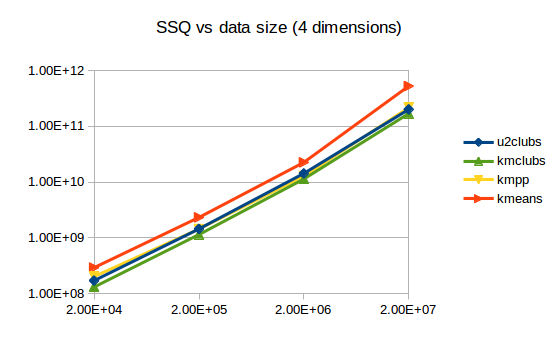 SSQ vs data size (4 dimensions)
1.00E+12
1.00E+11
1.00E+10
1.00E+09
1.00E+08
2.00E+04 2.00E+05 2.00E+06 2.00E+07
u2clubs
kmclubs
kmpp
kmeans